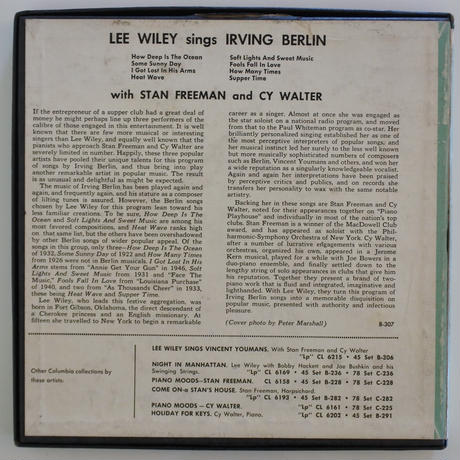 LEE WILEY sings IRVING BERLIN
How Deep Is The Ocean
Some Sunny Day
I Got Lost In His Arms
Heat Wave
Soft Lights And Sweet Music
Fools Fall In Love
How Many Times
Supper Time
with STAN FREEMAN and CY WALTER
If the entrepreneur of a supper club had a great deal of
money he might perhaps line up three performers of the
calibre of those engaged in this entertainment. It is well
known that there are few more musical or interesting
singers than Lee Wiley, and equally well known that the
pianists who approach Stan Freeman and Cy Walter are
severely limited in number. Happily, these three popular
artists have pooled their unique talents for this program
of songs by Irving Berlin, and thus bring into play
another remarkable artist in popular music. The result
is as unusual and delightful as might be expected.
The music of Irving Berlin has been played again and
again, and frequently again, and his stature as a composer
of lilting tunes is assured. However, the Berlin songs
chosen by Lee Wiley for this program lean toward his
less familiar creations. To be sure, How Deep Is The
Ocean and Soft Lights And Sweet Music are among his
most favored compositions, and Heat Wave ranks high
on that same list, but the others have been overshadowed
by other Berlin songs of wider popular appeal. Of the
songs in this group, only three—How Deep Is The Ocean
of 1932, Some Sunny Day of 1922 and How Many Times
from 1926 were not in Berlin musicals. I Got Lost In His
Arms stems from "Annie Get Your Gun" in 1946, Soft
Lights And Sweet Music from 1931 and "Face The
Music," Fools Fall In Love from "Louisiana Purchase"
of 1940, and two from "As Thousands Cheer" in 1933,
these being Heat Wave and Supper Time.
Lee Wiley, who leads this festive aggregation, was
born in Port Gibson, Oklahoma, the direct descendant of
a Cherokee princess and an English missionary. At
fifteen she travelled to New York to begin a remarkable
career as a singer. Almost at once she was engaged as
the star soloist on a national radio program, and moved
from that to the Paul Whiteman program as co-star. Her
brilliantly personalized singing established her as one of
the most perceptive interpreters of popular songs, and
her musical instinct led her surely to the less well known
but more musically sophisticated numbers of composers
such as Berlin, Vincent Youmans and others, and won her
a wide reputation as a singularly knowledgeable vocalist.
Again and again her interpretations have been praised
by perceptive critics and publics, and on records she
transfers her personality to wax with the same notable
artistry.
Backing her in these songs are Stan Freeman and Cy
Walter, noted for their appearances together on "Piano
Playhouse" and individually in most of the nation's top
clubs. Stan Freeman is a winner of the MacDowell Club
award, and has appeared as soloist with the Phil-
harmonic-Symphony Orchestra of New York. Cy Walter,
after a number of lucrative engagements with various
orchestras, organized his own, appeared in a Jerome
Kern musical, played for a while with Joe Bowers in a
duo-piano ensemble, and finally settled down to the
lengthy string of solo appearances in clubs that give him
his reputation. Together they present a brand of two-
piano work that is fluid and integrated, imaginative and
lighthanded. With Lee Wiley, they turn this program of
Irving Berlin songs into a memorable disquisition on
popular music, presented with authority and infectious
pleasure.
(Cover photo by Peter Marshall)
B-307
Other Columbia collections by
these artists.
LEE WILEY SINGS VINCENT YOUMANS. With Stan Freeman and Cy Walter
"Lp" CL 6215 • 45 Set B-206
NIGHT IN MANHATTAN. Lee Wiley with Bobby Hackett and Joe Bushkin and his
Swinging Strings. "Lp" CL 6169 • 45 Set B-236 • 78 Set C-236
PIANO MOODS—STAN FREEMAN. CL 6158 • 45 Set B-228 • 78 Set C-228
COME ON-a STAN'S HOUSE. Stan Freeman, Harpsichord.
"Lp" CL 6193 • 45 Set B-282 • 78 Set C-282
PIANO MOODS — CY WALTER. "Lp" CL 6161 • 78 Set C-225
HOLIDAY FOR KEYS. Cy Walter, Piano. "Lp" CL 6202 • 45 Set B-291